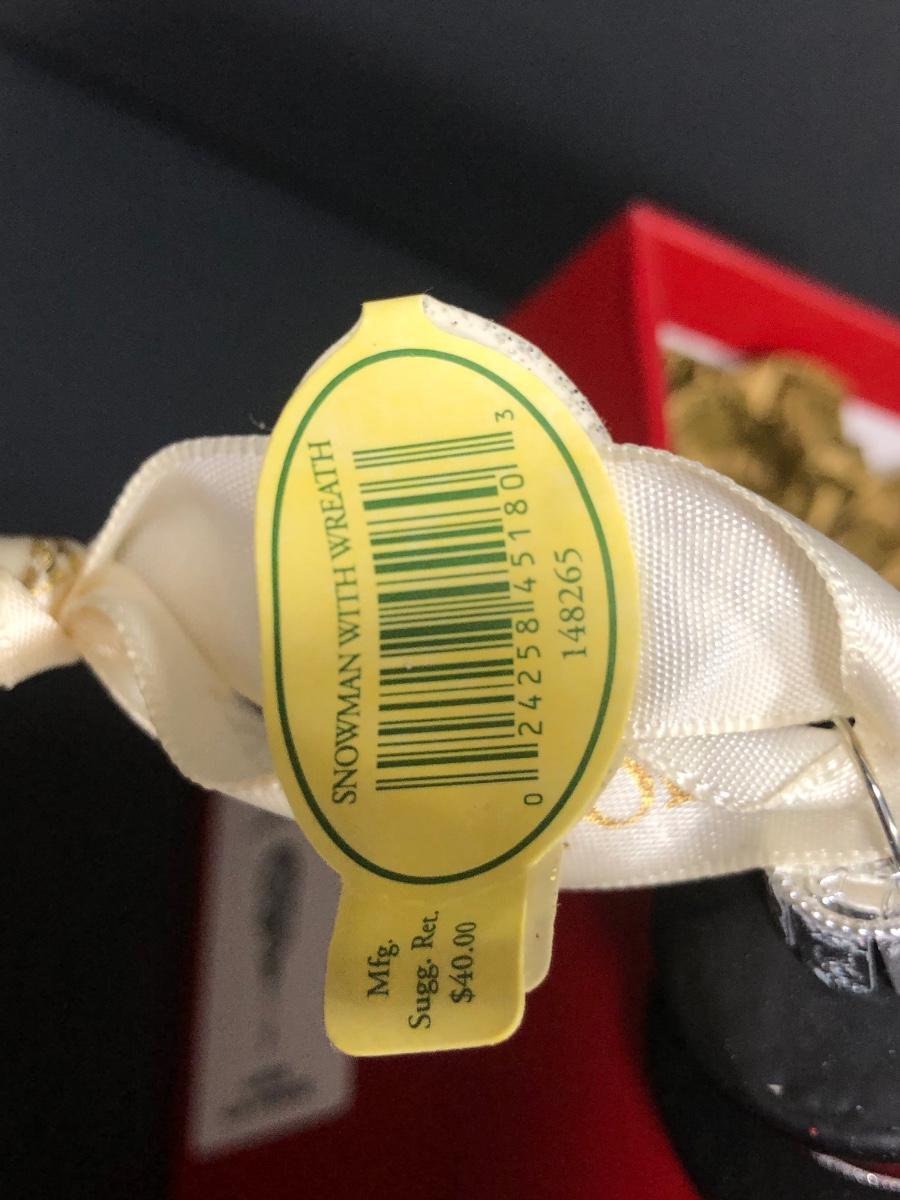 SNOWMAN WITH WREATH
0 24258 45180 3
148265
Mfg.
Sugg. Ret.
$40.00